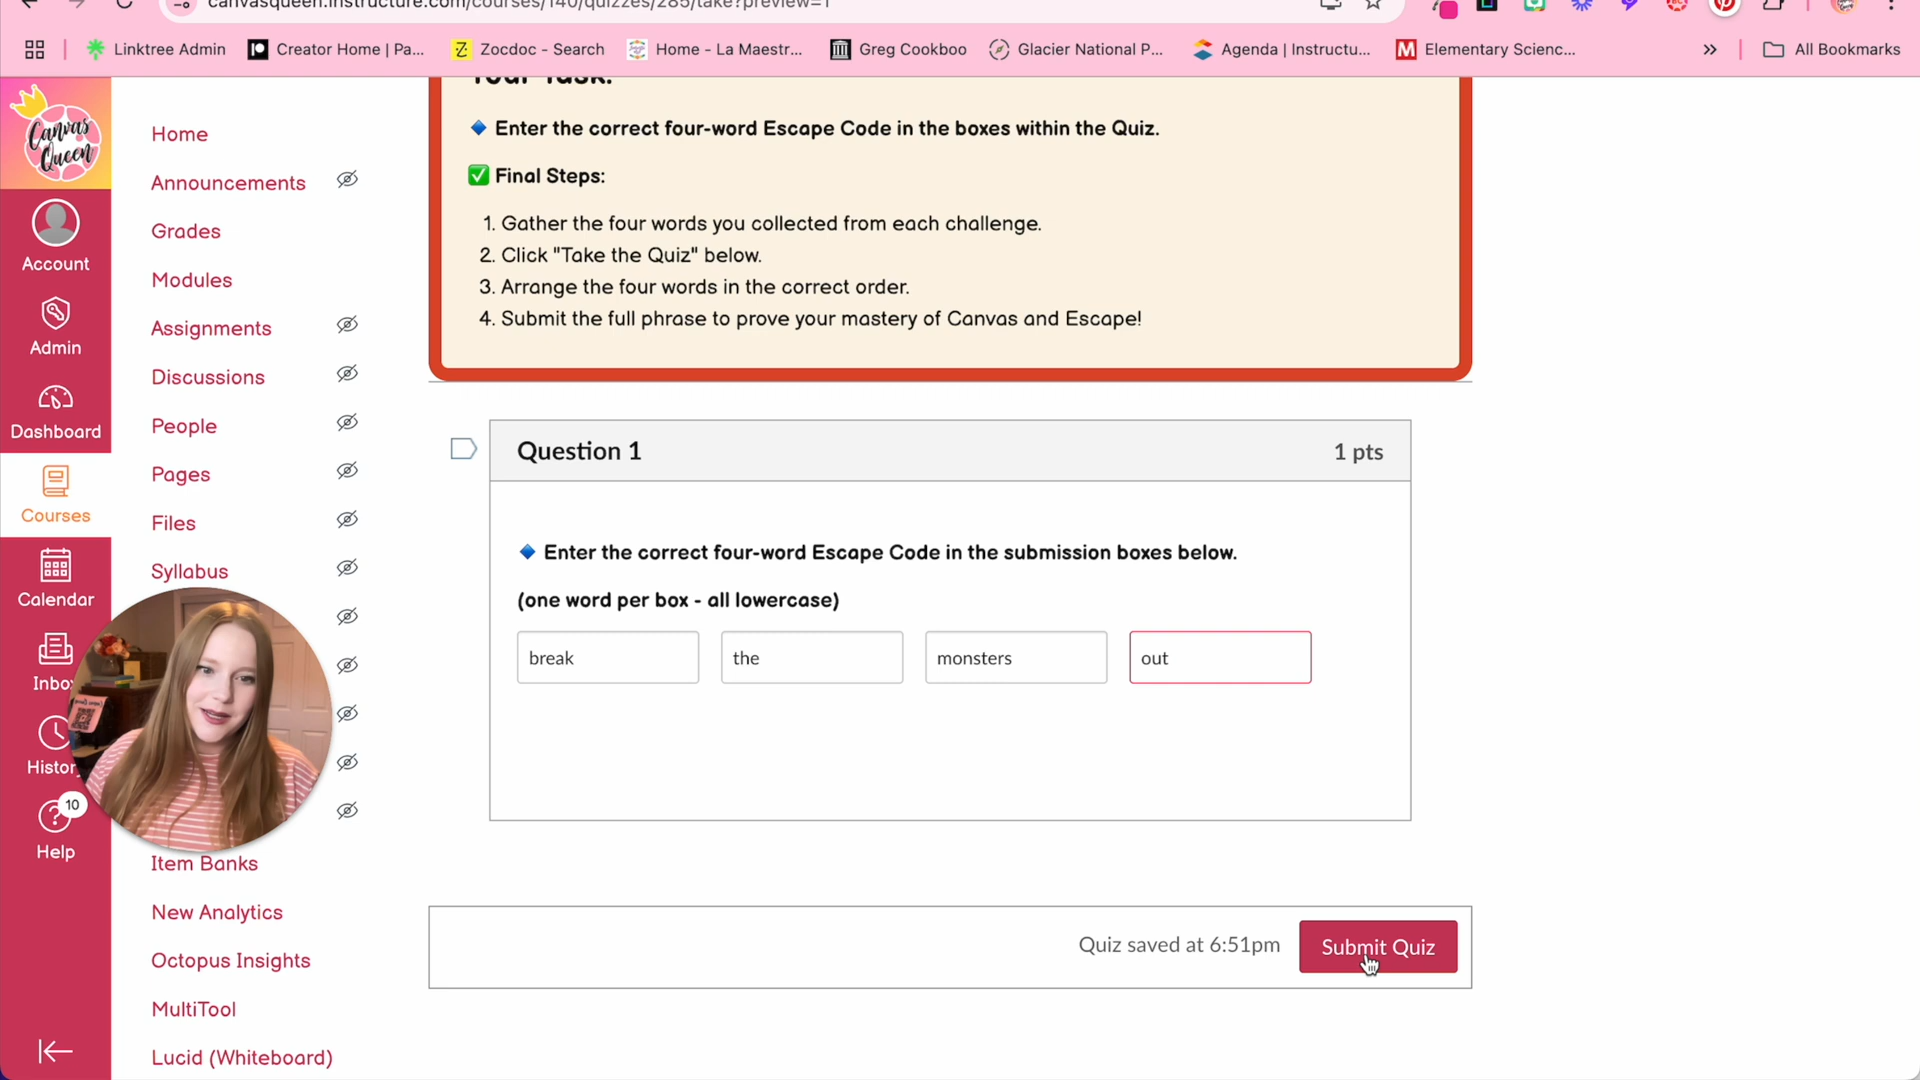 canvasqueen.instructure.com/courses/140/quizzes/285/take?preview=1
Linktree Admin
Creator Home | Pa...
Zocdoc - Search
Home - La Maestr...
Greg Cookboo
Glacier National P...
Agenda | Instructu...
Elementary Scienc...
All Bookmarks
Canvas
Queen
Account
Admin
Dashboard
Courses
Calendar
Inbo
Histor
10
Help
Home
Announcements
Grades
Modules
Assignments
Discussions
People
Pages
Files
Syllabus
Item Banks
New Analytics
Octopus Insights
MultiTool
Lucid (Whiteboard)
Your Task:
Enter the correct four-word Escape Code in the boxes within the Quiz.
Final Steps:
1. Gather the four words you collected from each challenge.
2. Click "Take the Quiz" below.
3. Arrange the four words in the correct order.
4. Submit the full phrase to prove your mastery of Canvas and Escape!
Question 1
1 pts
Enter the correct four-word Escape Code in the submission boxes below.
(one word per box - all lowercase)
break
the
monsters
out
Quiz saved at 6:51pm
Submit Quiz